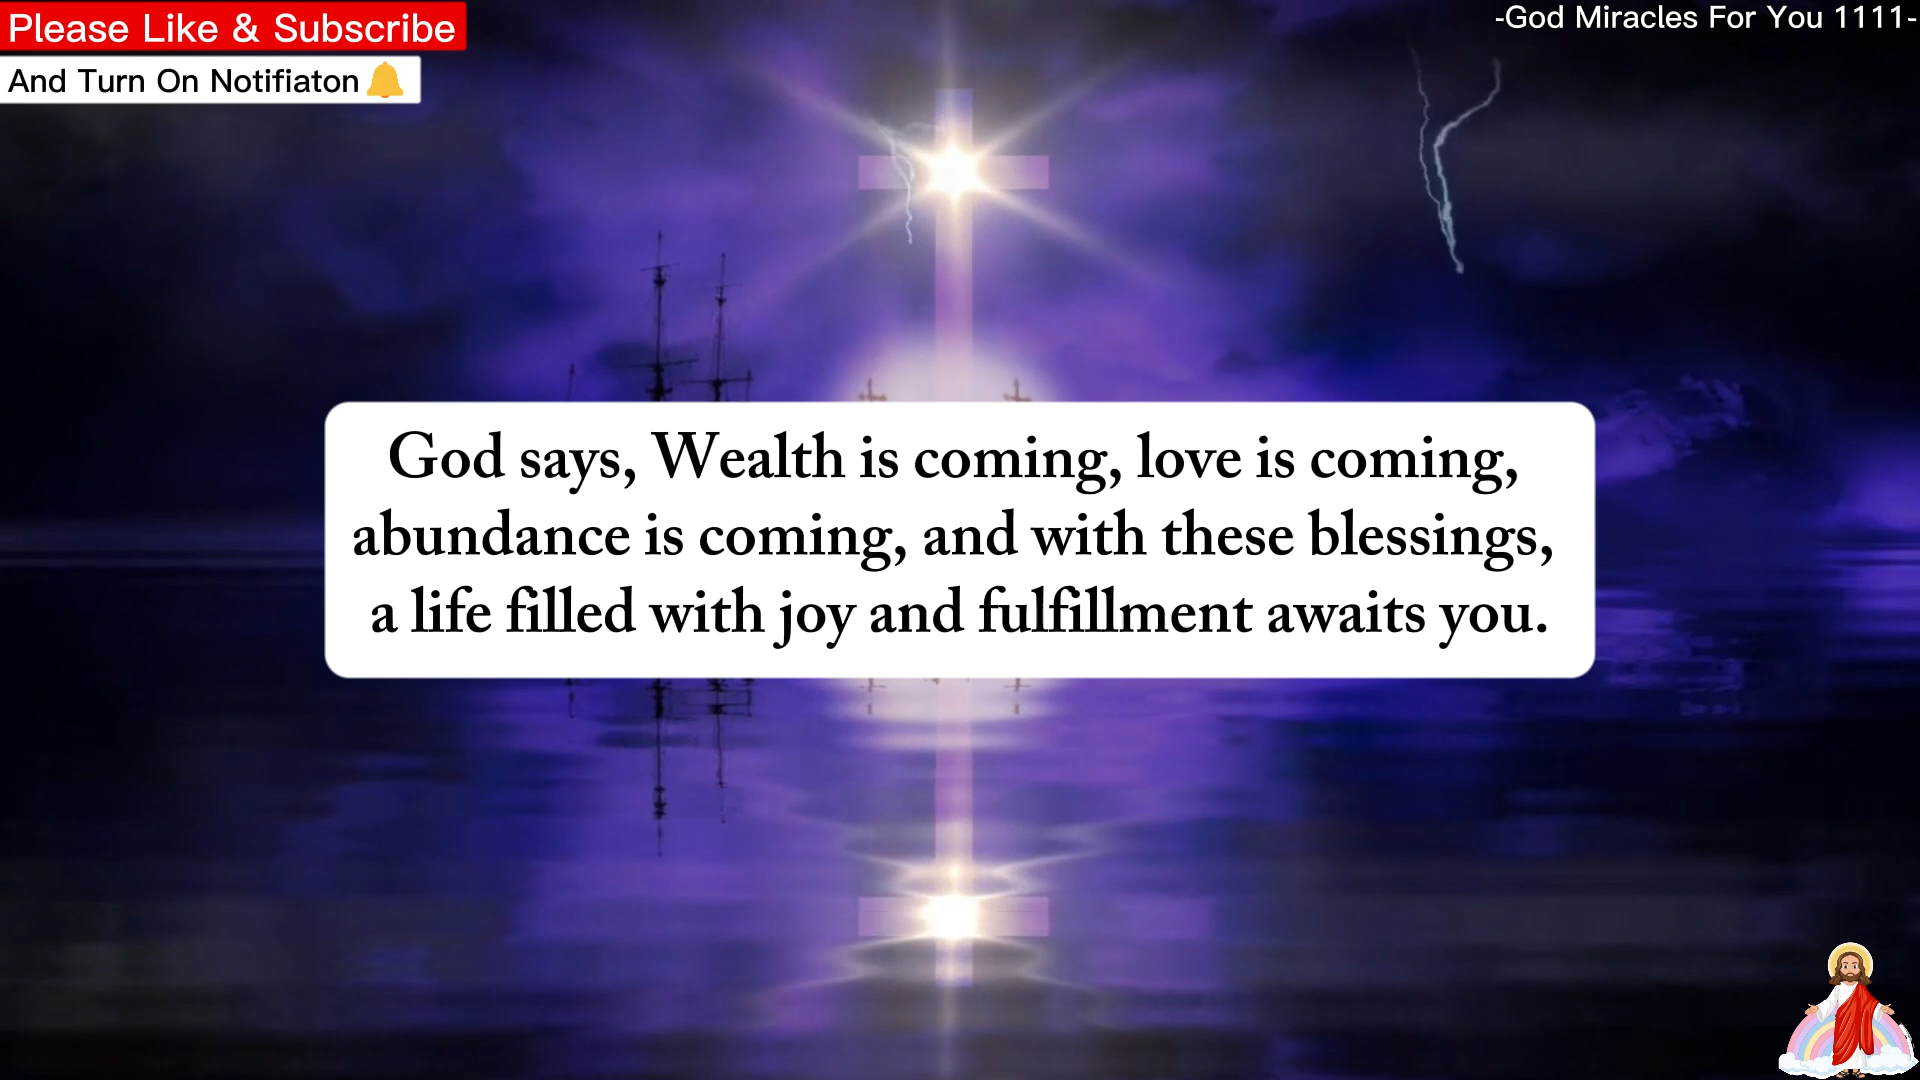 Please Like & Subscribe
And Turn On Notifiaton
-God Miracles For You 1111-
God says, Wealth is coming, love is coming,
abundance is coming, and with these blessings,
a life filled with joy and fulfillment awaits you.